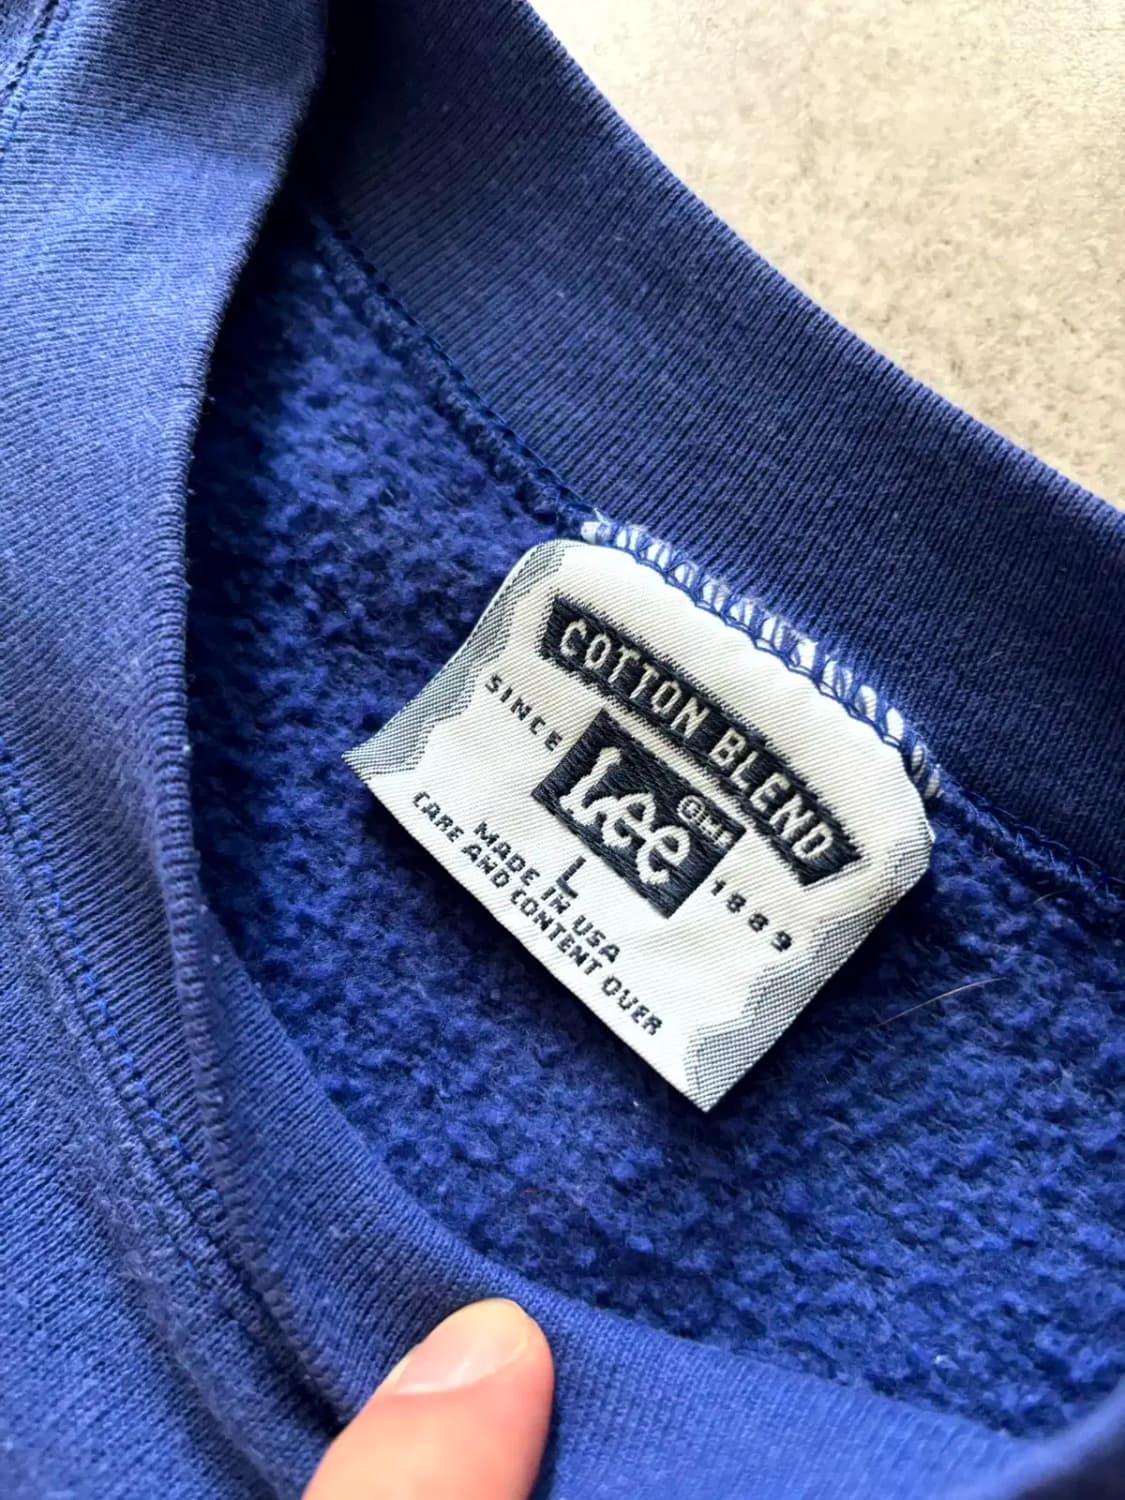 COTTON BLEND
SINCE Lee 1889
L
MADE IN USA
CARE AND CONTENT OVER